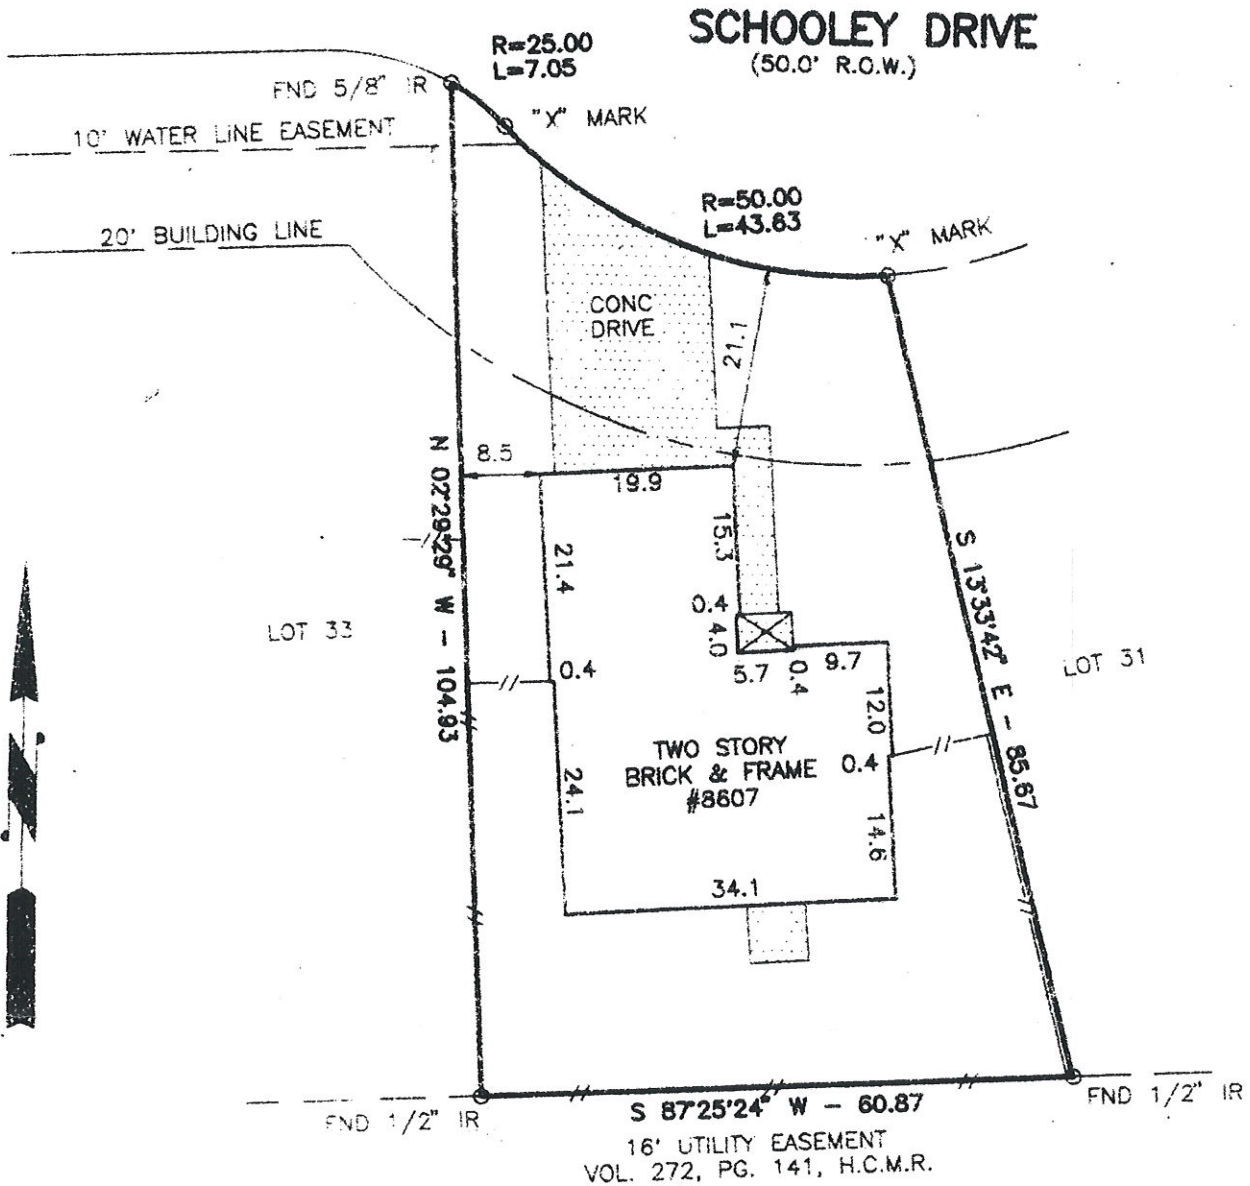 SCHOOLEY DRIVE
(50.0' R.O.W.)
R=25.00
L=7.05
FND 5/8" IR
"X" MARK
10' WATER LINE EASEMENT
R=50.00
L=43.63
"X" MARK
20' BUILDING LINE
CONC
DRIVE
21.1
8.5
19.9
N 02°29'29" W - 104.93
15.3
21.4
S 13°33'42" E - 85.67
0.4
4.0
LOT 33
0.4
5.7
0.4
9.7
LOT 31
12.0
TWO STORY
BRICK & FRAME
#8607
0.4
24.1
14.6
34.1
N
S 87°25'24" W - 60.87
FND 1/2" IR
FND 1/2" IR
16' UTILITY EASEMENT
VOL. 272, PG. 141, H.C.M.R.